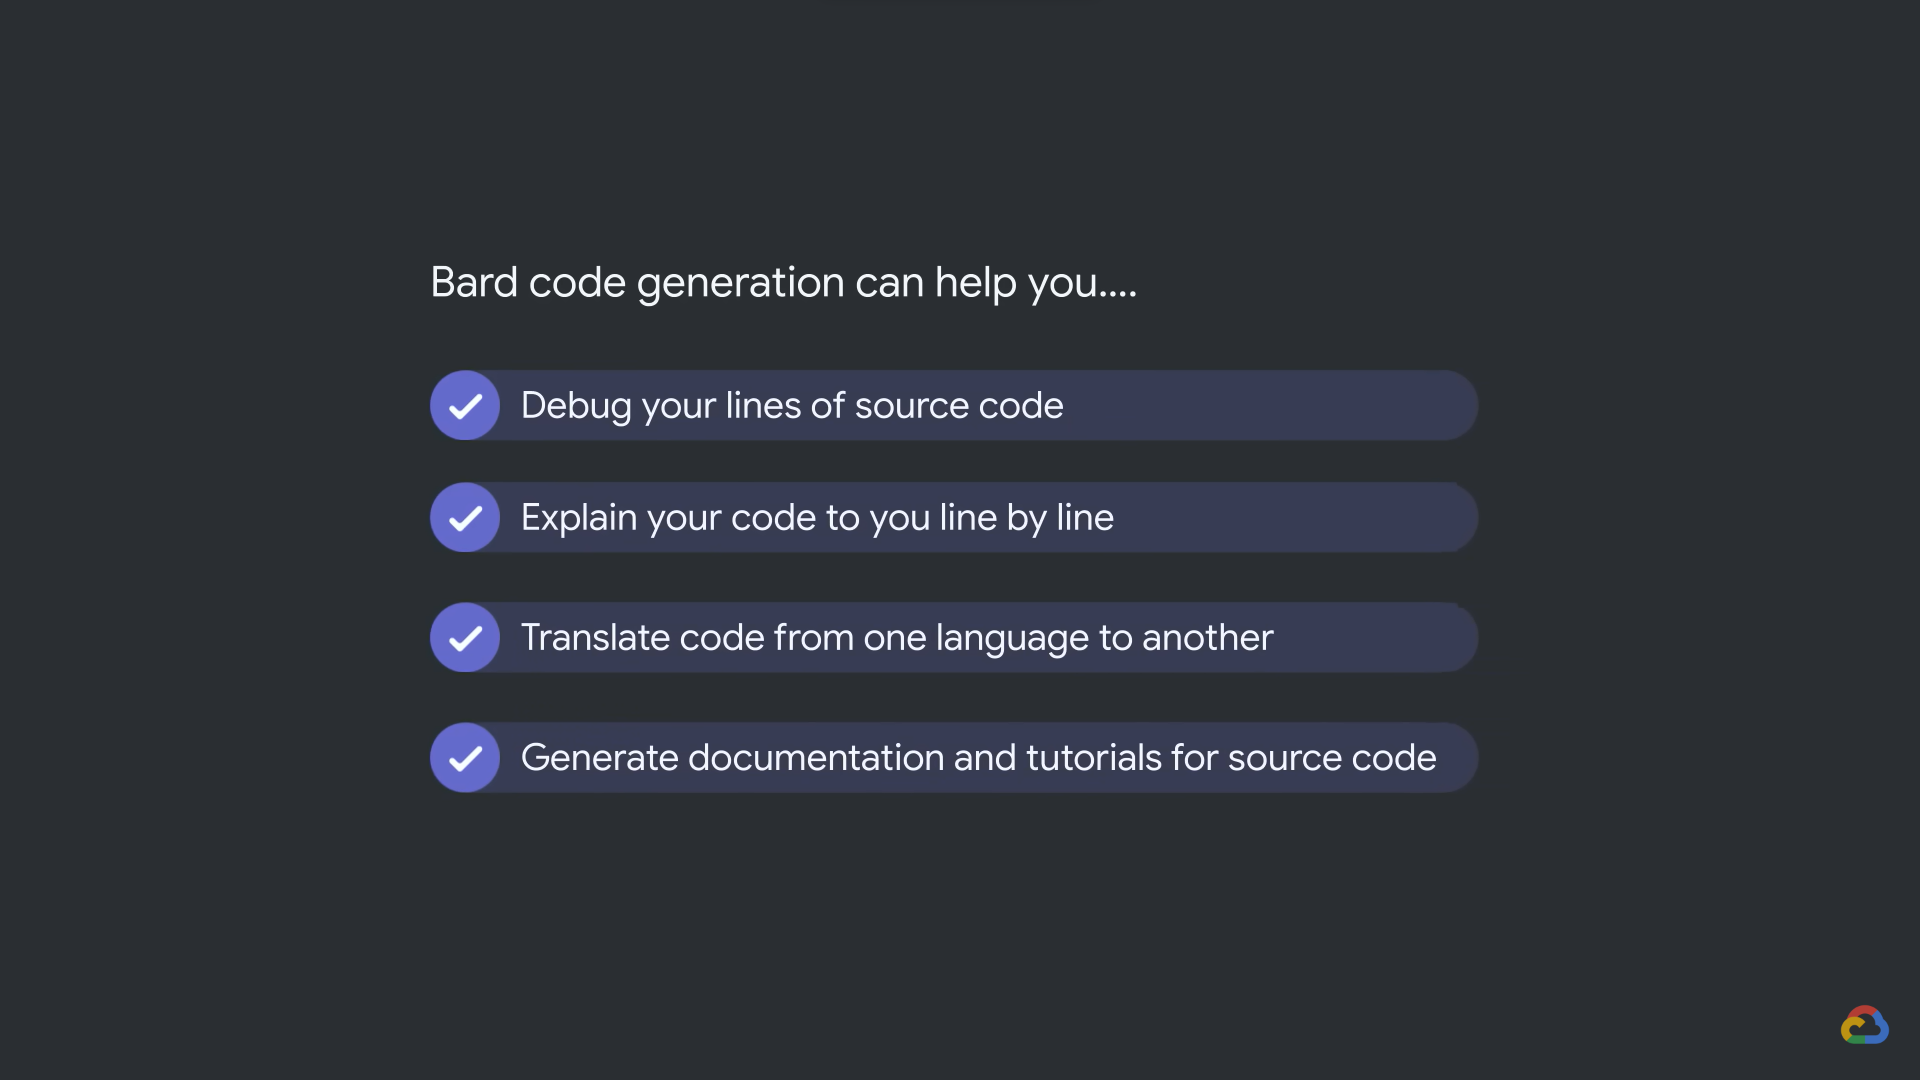 Bard code generation can help you....
Debug your lines of source code
Explain your code to you line by line
Translate code from one language to another
Generate documentation and tutorials for source code